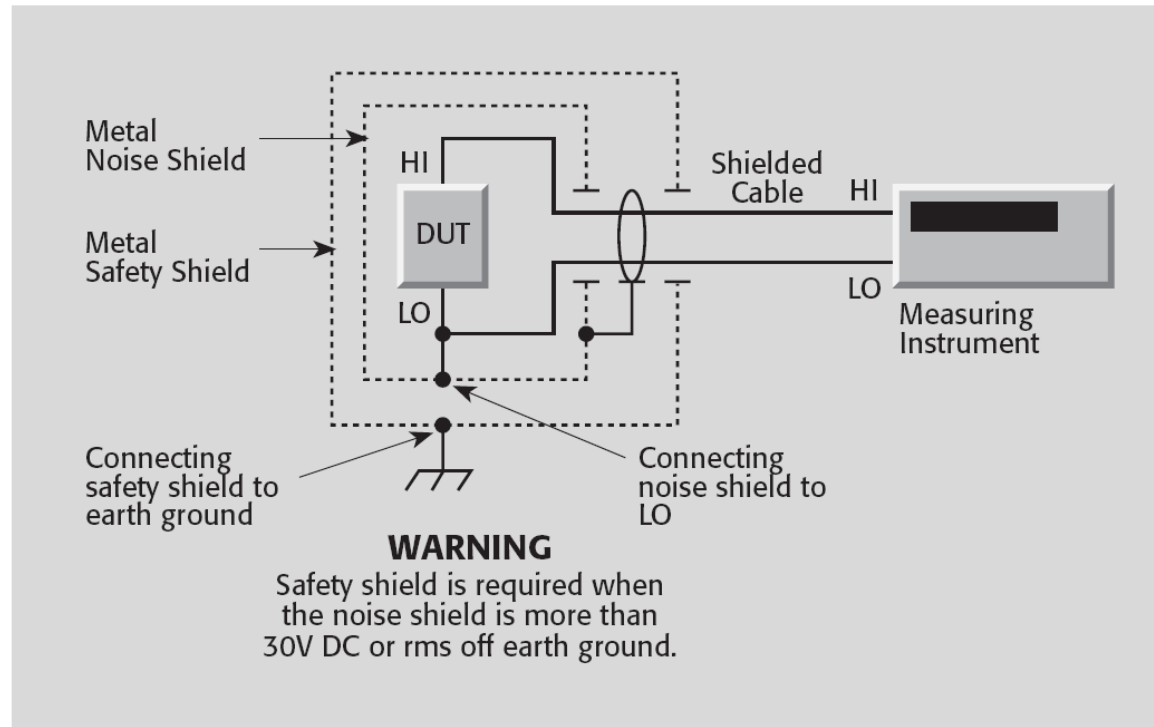 Metal
Noise Shield
HI
Shielded
Cable
HI
DUT
Metal
Safety Shield
LO
LO
Measuring
Instrument
Connecting
safety shield to
earth ground
Connecting
noise shield to
LO
WARNING
Safety shield is required when
the noise shield is more than
30V DC or rms off earth ground.